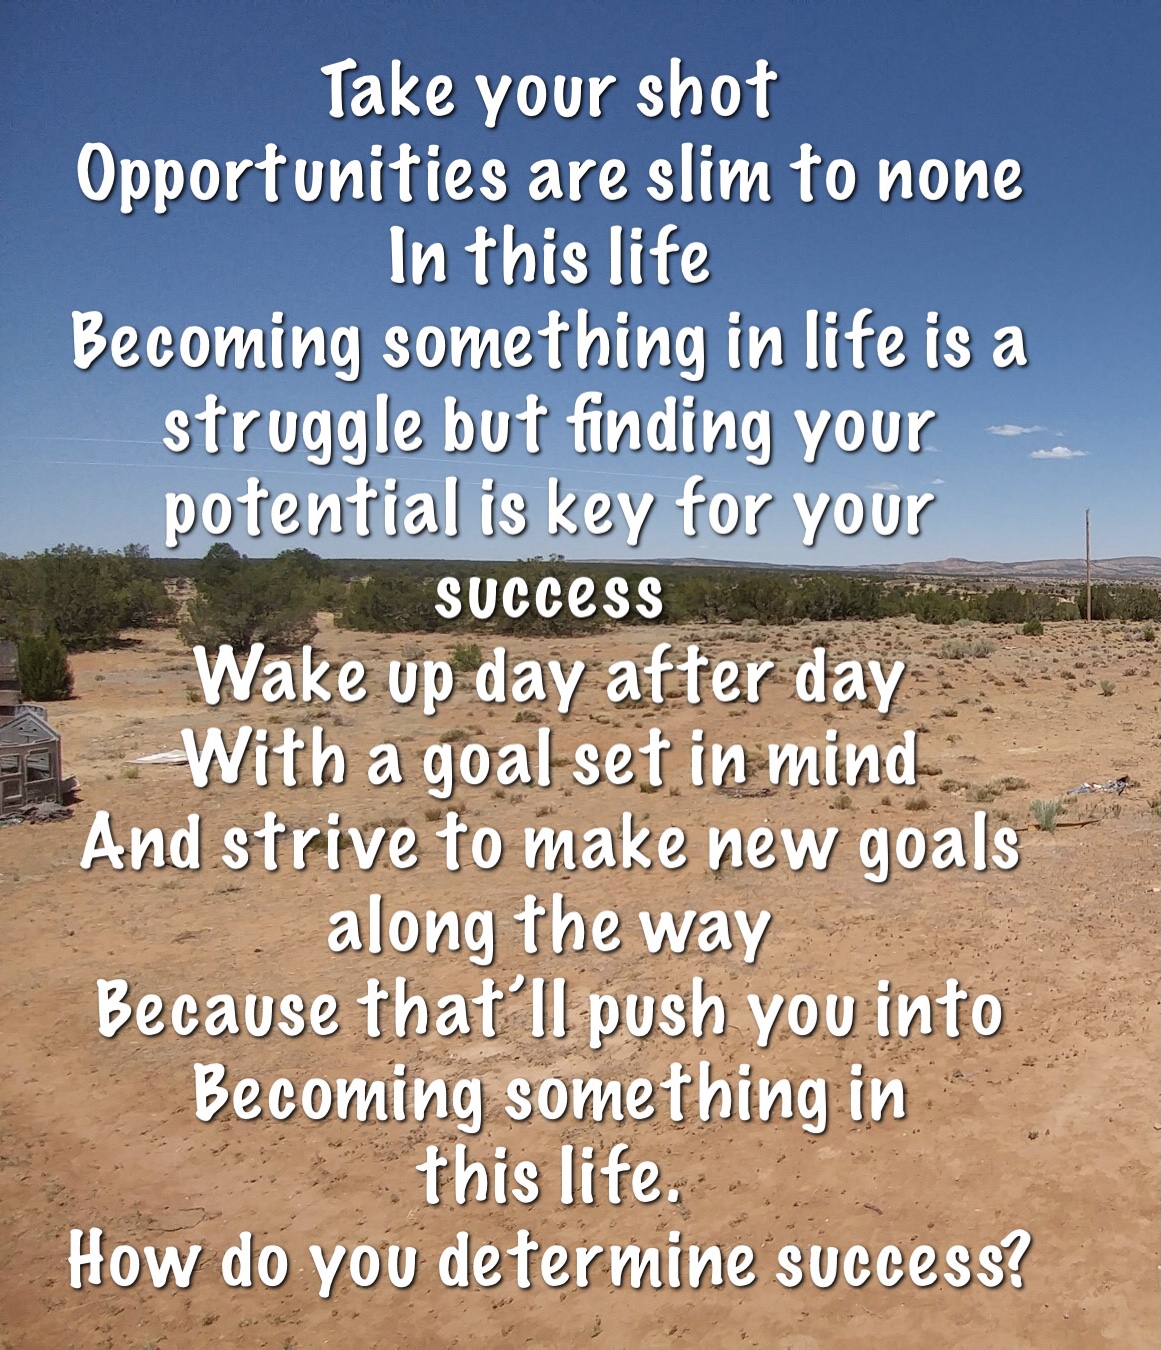 Take your shot
Opportunities are slim to none
In this life
Becoming something in life is a
struggle but finding your
potential is key for your
success
Wake up day after day
With a goal set in mind
And strive to make new goals
along the way
Because that'll push you into
Becoming something in
this life.
How do you determine success?